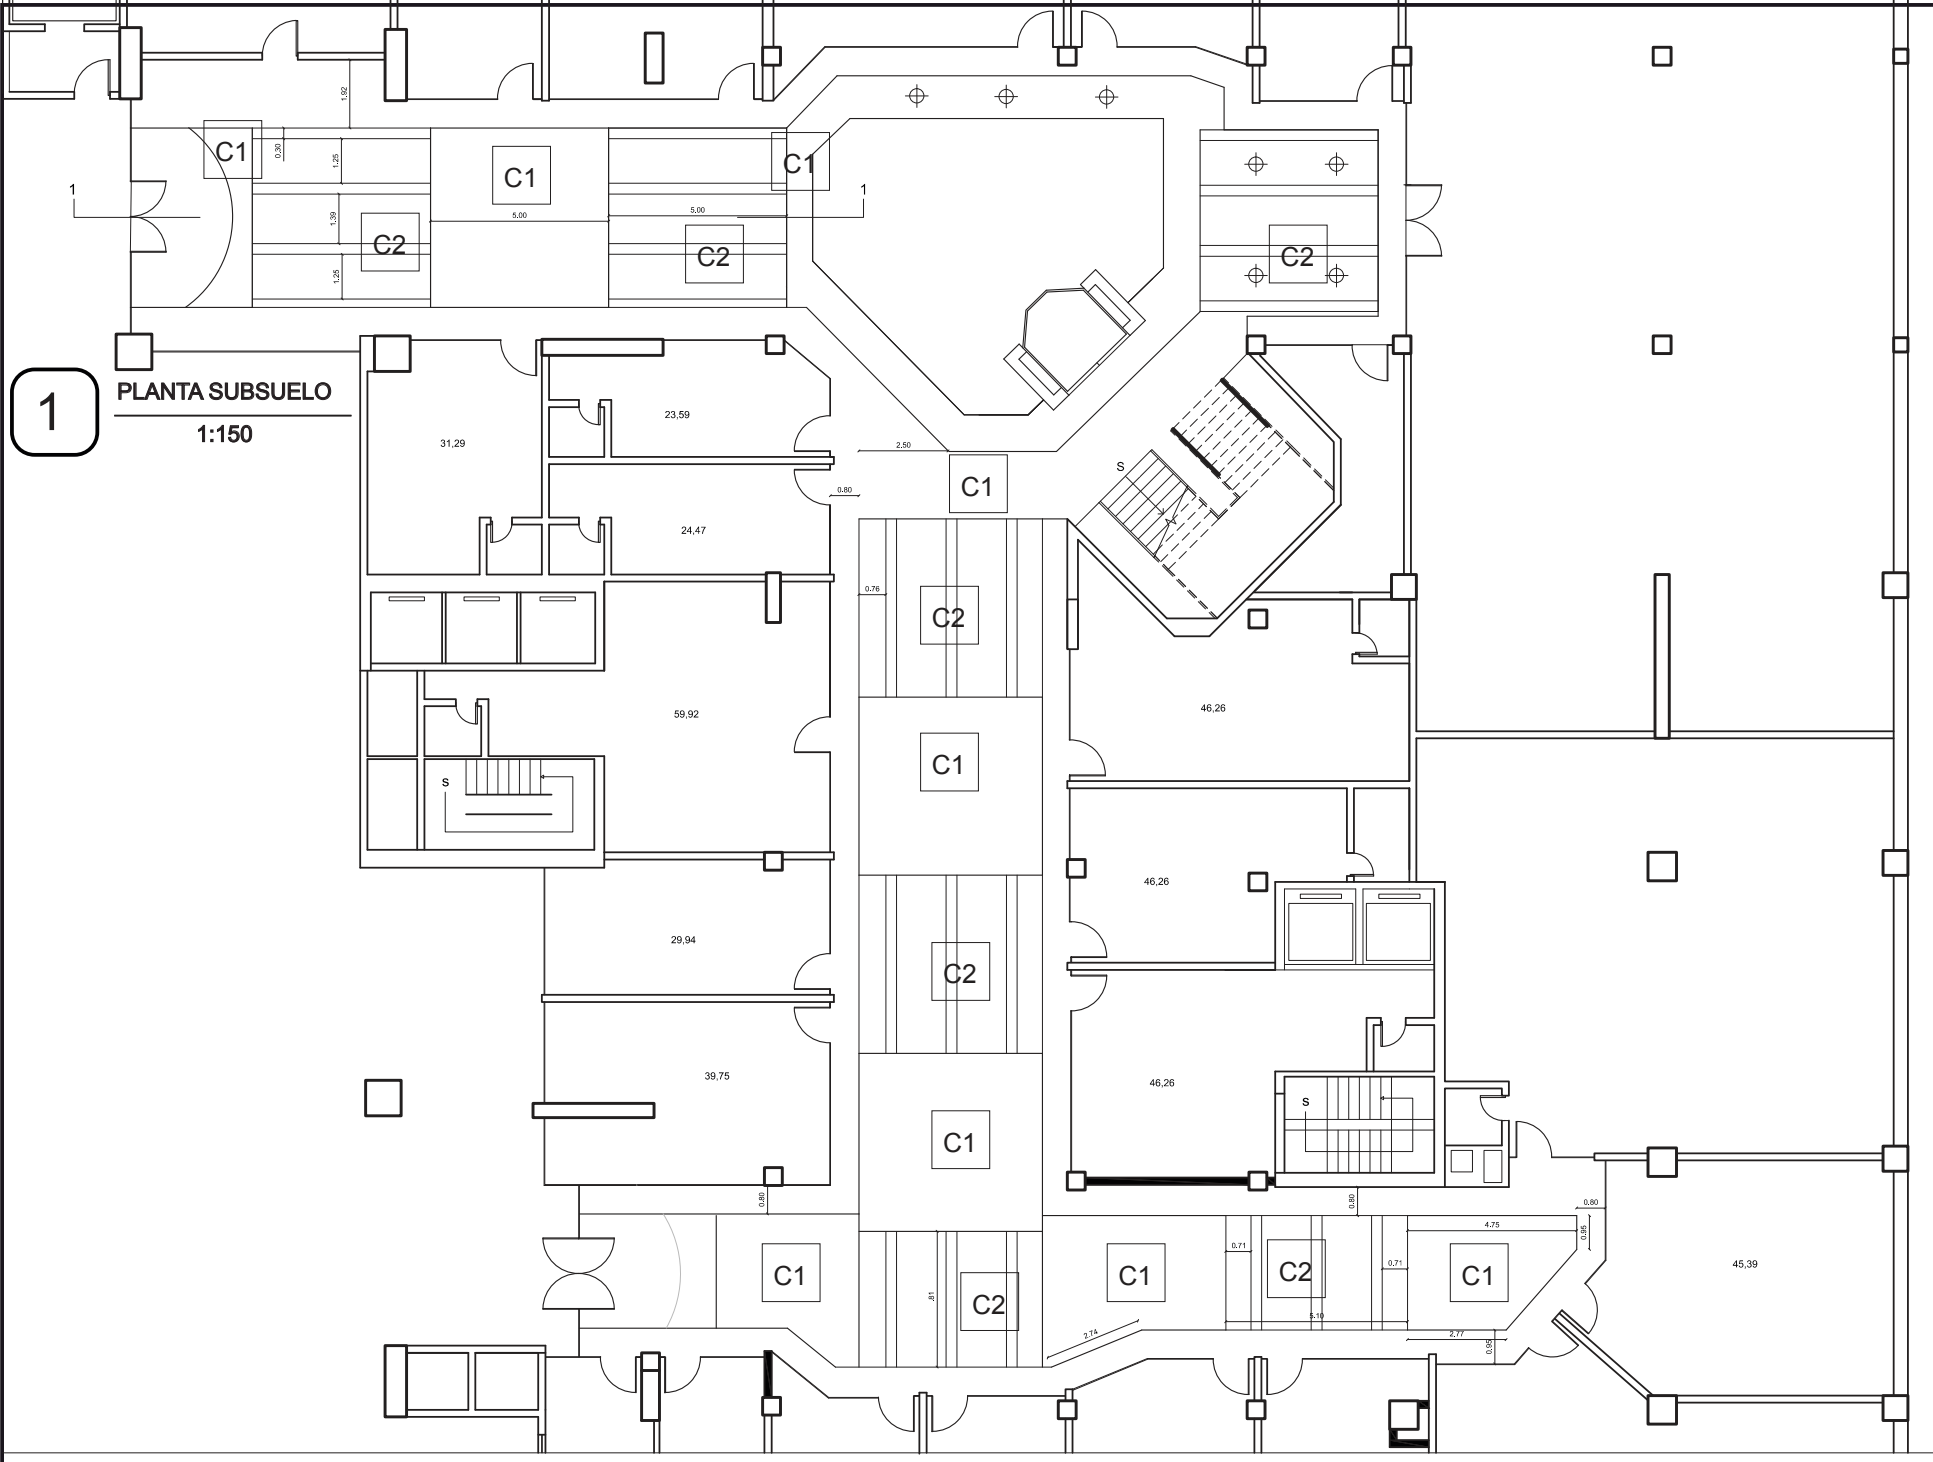 1.92
C1
0.30
1.25
C1
C1
1
1
1.39
5.00
5.00
C2
C2
C2
1.25
1
PLANTA SUBSUELO
1:150
31,29
23,59
2.50
S
0.80
C1
24,47
0.76
C2
59,92
46,26
C1
S
46,26
29,94
C2
39,75
46,26
S
C1
0.80
0.80
0.80
4.75
0.95
0.71
0.71
C1
C1
C2
C1
45,39
.81
C2
5.10
2.74
2.77
0.95